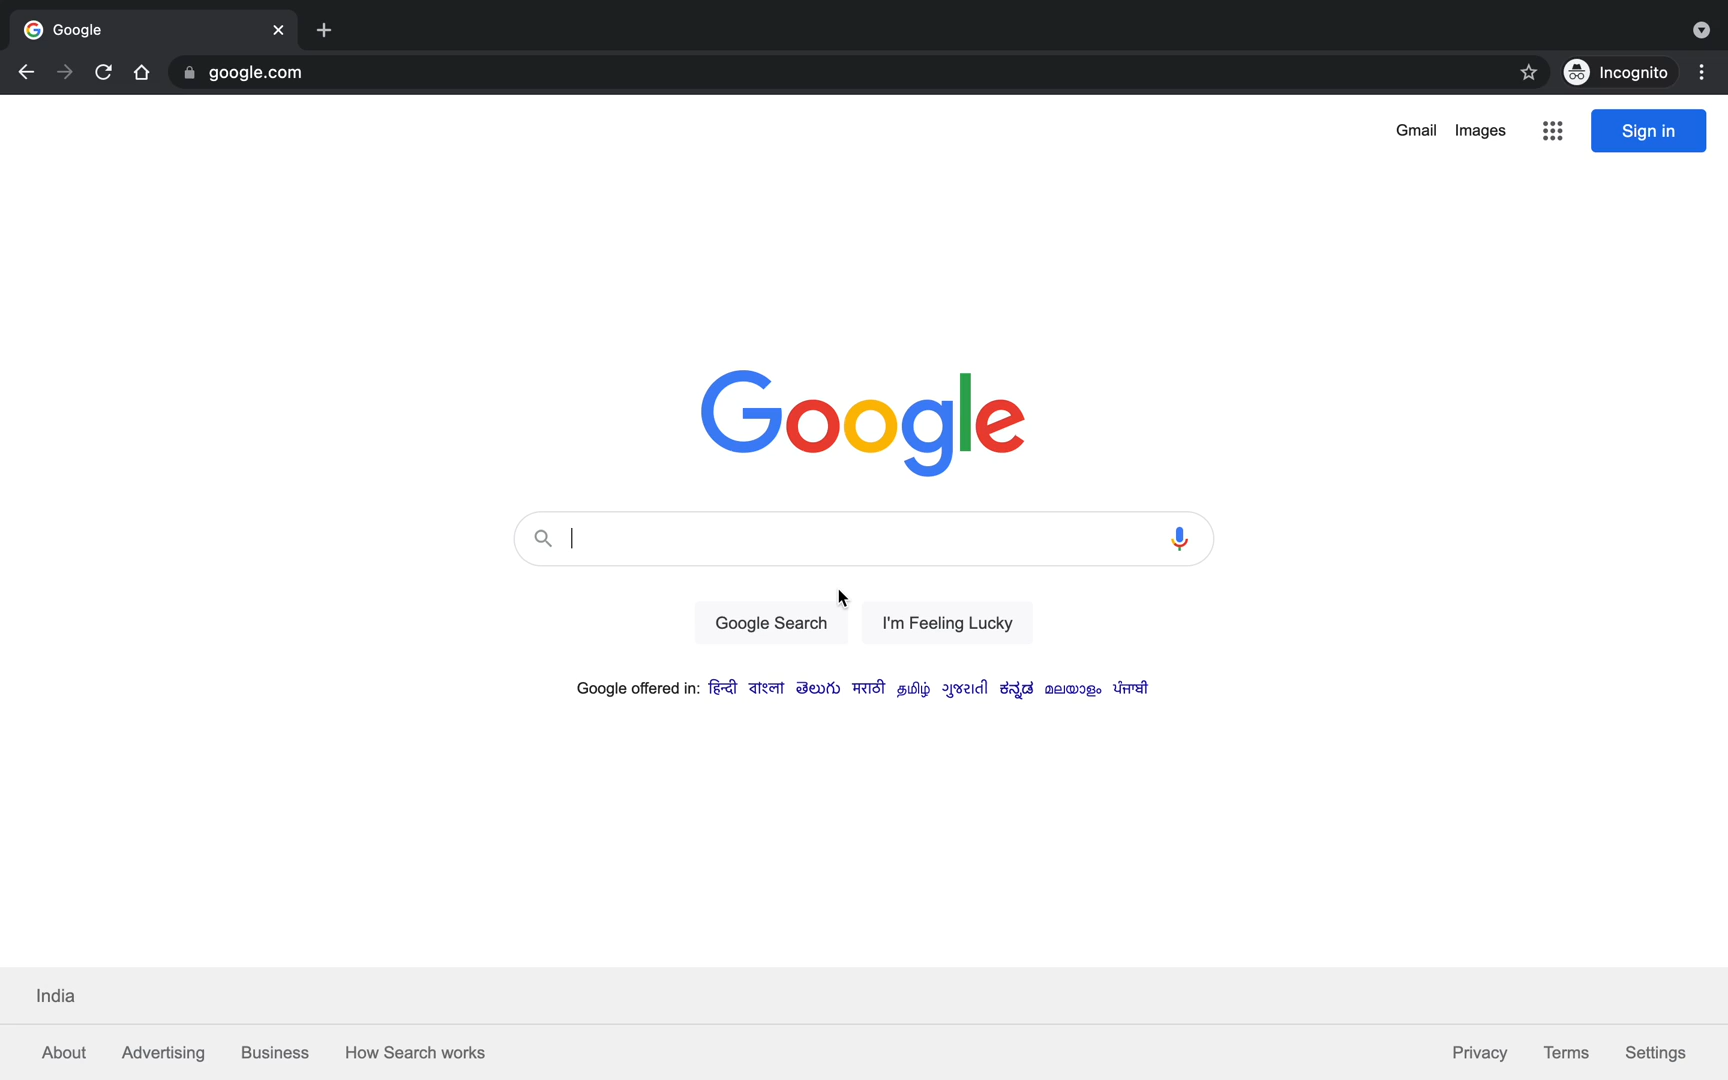 Google
google.com
Incognito
Gmail Images Sign in
Google
Google Search I'm Feeling Lucky
Google offered in: हिन्दी বাংলা తెలుగు मराठी தமிழ் ગુજરાતી ಕನ್ನಡ മലയാളം ਪੰਜਾਬੀ
India
About Advertising Business How Search works Privacy Terms Settings